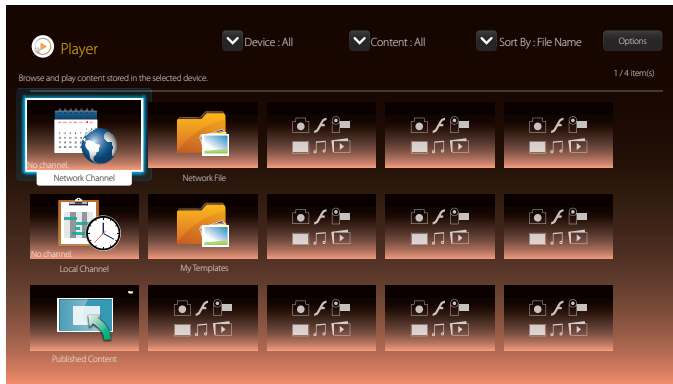 Player
Device : All
Content : All
Sort By : File Name
Options
Browse and play content stored in the selected device.
1 / 4 item(s)
No channel.
Network Channel
Network File
No channel.
Local Channel
My Templates
Published Content